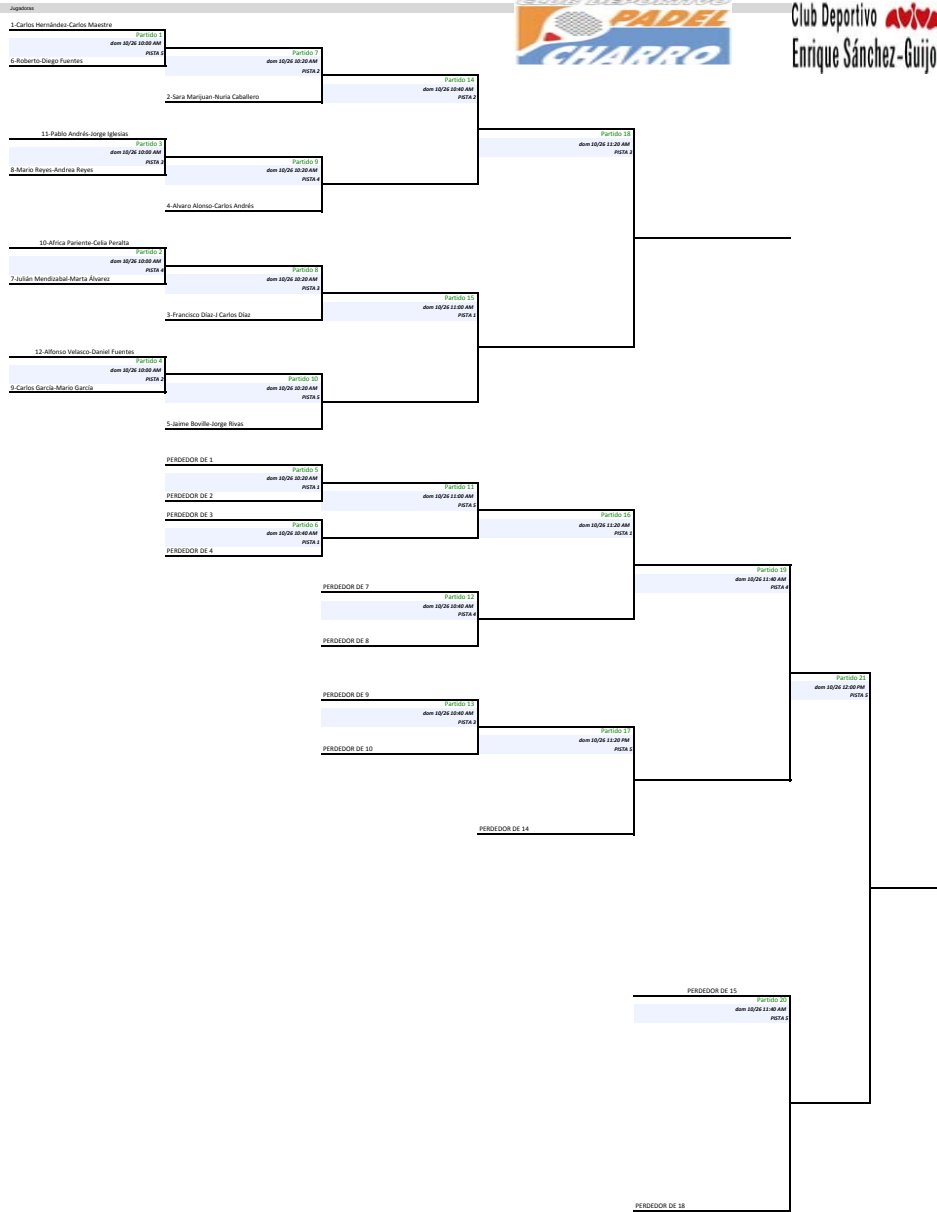 Jugadoras
CLUB DEPORTIVO
PADEL
CHARRO
Club Deportivo
Enrique Sánchez-Guijo
1-Carlos Hernández-Carlos Maestre
Partido 1
dom 10/26 10:00 AM
PISTA 5
6-Roberto-Diego Fuentes
Partido 7
dom 10/26 10:20 AM
PISTA 2
2-Sara Marijuan-Nuria Caballero
Partido 14
dom 10/26 10:40 AM
PISTA 2
11-Pablo Andrés-Jorge Iglesias
Partido 3
dom 10/26 10:00 AM
PISTA 3
8-Mario Reyes-Andrea Reyes
Partido 9
dom 10/26 10:20 AM
PISTA 4
4-Alvaro Alonso-Carlos Andrés
Partido 18
dom 10/26 11:20 AM
PISTA 3
10-Africa Pariente-Celia Peralta
Partido 2
dom 10/26 10:00 AM
PISTA 4
7-Julián Mendizabal-Marta Álvarez
Partido 8
dom 10/26 10:20 AM
PISTA 3
3-Francisco Díaz-J Carlos Díaz
Partido 15
dom 10/26 11:00 AM
PISTA 1
12-Alfonso Velasco-Daniel Fuentes
Partido 4
dom 10/26 10:00 AM
PISTA 2
9-Carlos García-Mario García
Partido 10
dom 10/26 10:20 AM
PISTA 5
5-Jaime Boville-Jorge Rivas
PERDEDOR DE 1
Partido 5
dom 10/26 10:20 AM
PISTA 1
PERDEDOR DE 2
PERDEDOR DE 3
Partido 6
dom 10/26 10:40 AM
PISTA 1
PERDEDOR DE 4
Partido 11
dom 10/26 11:00 AM
PISTA 5
Partido 16
dom 10/26 11:20 AM
PISTA 1
PERDEDOR DE 7
Partido 12
dom 10/26 10:40 AM
PISTA 4
PERDEDOR DE 8
Partido 19
dom 10/26 11:40 AM
PISTA 4
PERDEDOR DE 9
Partido 13
dom 10/26 10:40 AM
PISTA 3
PERDEDOR DE 10
Partido 17
dom 10/26 11:20 PM
PISTA 5
PERDEDOR DE 14
Partido 21
dom 10/26 12:00 PM
PISTA 5
PERDEDOR DE 15
Partido 20
dom 10/26 11:40 AM
PISTA 5
PERDEDOR DE 18